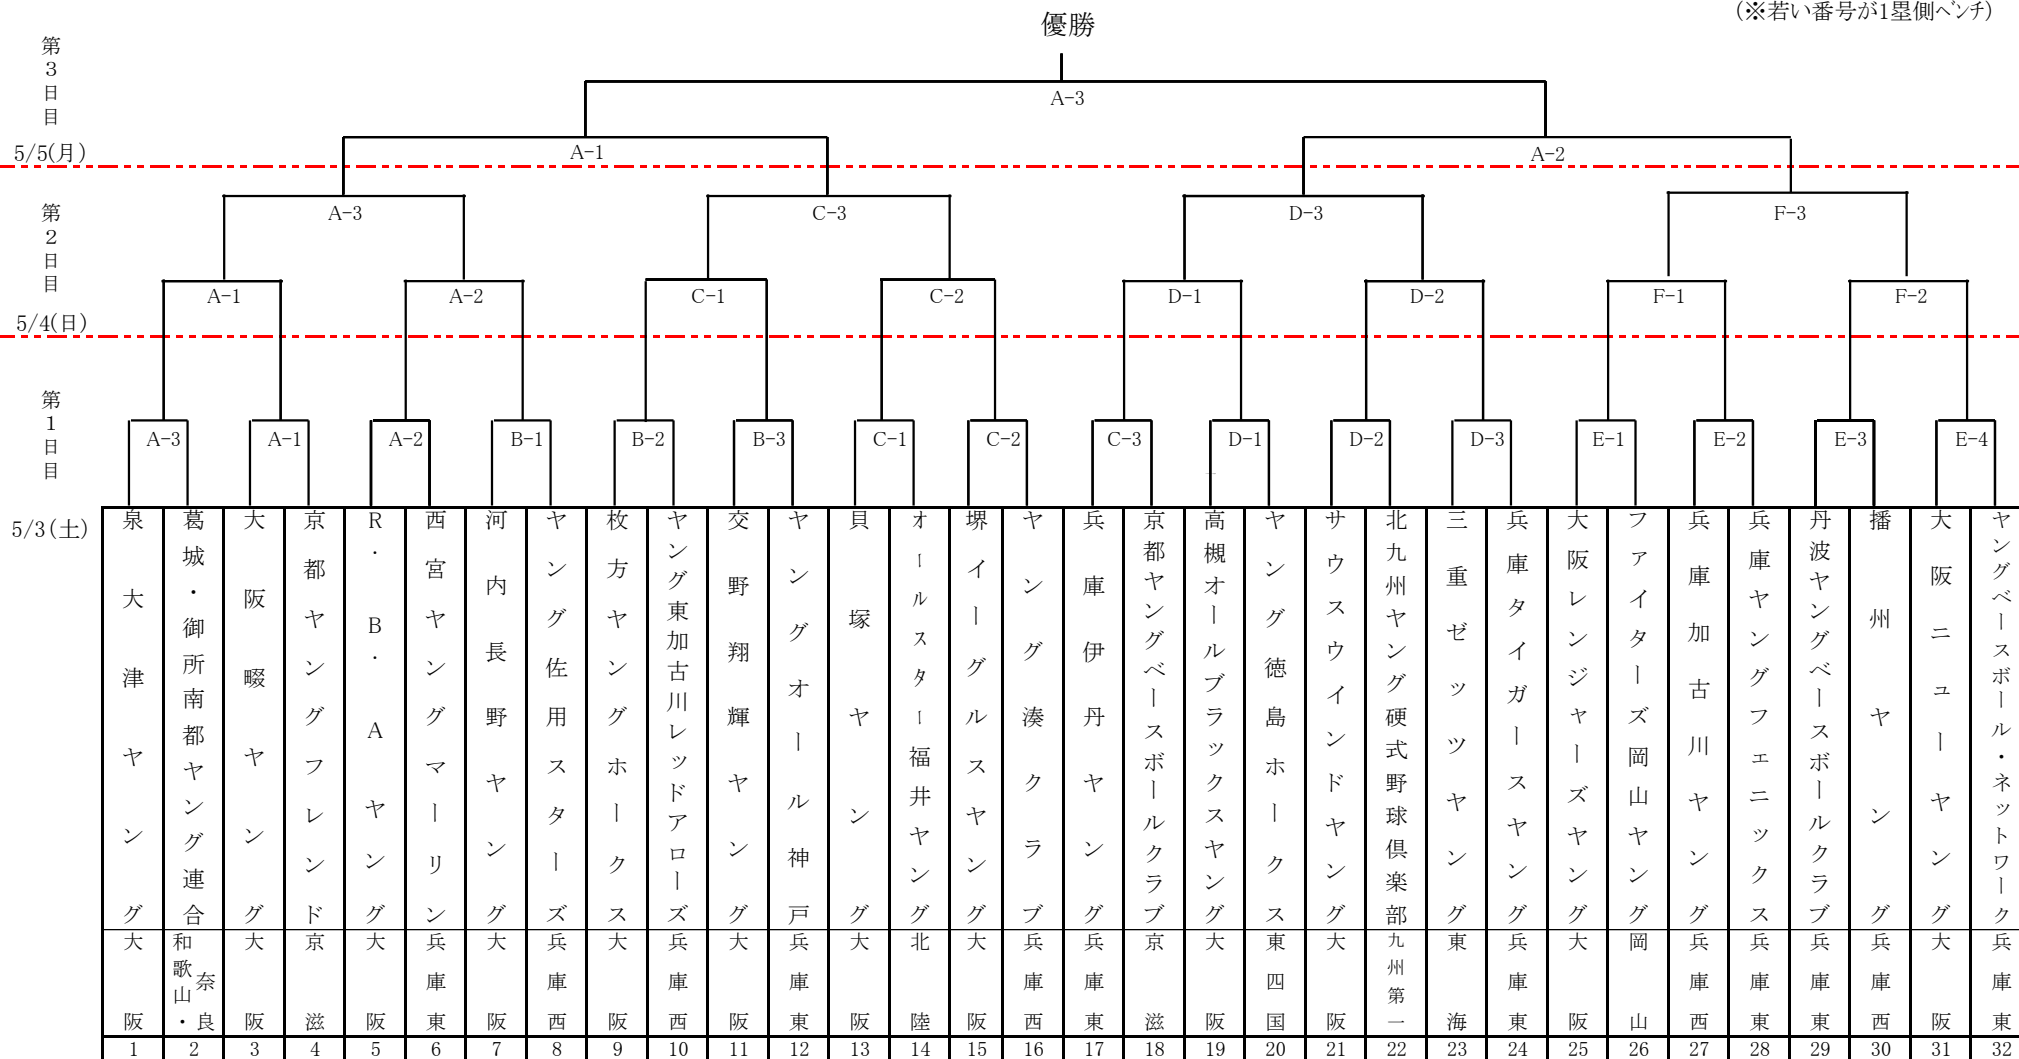 (※若い番号が1塁側ベンチ)
優勝
第3日目
A-3
5/5(月)
A-1
A-2
第2日目
A-3
C-3
D-3
F-3
A-1
A-2
C-1
C-2
D-1
D-2
F-1
F-2
5/4(日)
第1日目
A-3
A-1
A-2
B-1
B-2
B-3
C-1
C-2
C-3
D-1
D-2
D-3
E-1
E-2
E-3
E-4
5/3(土)
泉大津ヤング
葛城・御所南都ヤング連合
大阪畷ヤング
京都ヤングフレンド
R・B・Aヤング
西宮ヤングマーリン
河内長野ヤング
ヤング佐用スターズ
枚方ヤングホークス
ヤング東加古川レッドアローズ
交野翔輝ヤング
ヤングオール神戸
貝塚ヤング
オールスター福井ヤング
堺イーグルスヤング
ヤング湊クラブ
兵庫伊丹ヤング
京都ヤングベースボールクラブ
高槻オールブラックスヤング
ヤング徳島ホークス
サウスウインドヤング
北九州ヤング硬式野球倶楽部
三重ゼッツヤング
兵庫タイガースヤング
大阪レンジャーズヤング
ファイターズ岡山ヤング
兵庫加古川ヤング
兵庫ヤングフェニックス
丹波ヤングベースボールクラブ
播州ヤング
大阪ニューヤング
ヤングベースボール・ネットワーク
大阪
和歌山・奈良
大阪
京滋
大阪
兵庫東
大阪
兵庫西
大阪
兵庫西
大阪
兵庫東
大阪
北陸
大阪
兵庫西
兵庫東
京滋
大阪
東四国
大阪
九州第一
東海
兵庫東
大阪
岡山
兵庫西
兵庫東
兵庫東
兵庫西
大阪
兵庫東
1
2
3
4
5
6
7
8
9
10
11
12
13
14
15
16
17
18
19
20
21
22
23
24
25
26
27
28
29
30
31
32